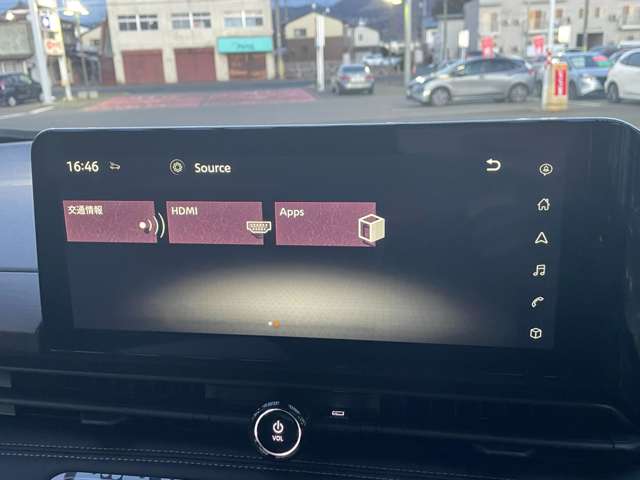 16:46
Source
交通情報
HDMI
Apps
VOL